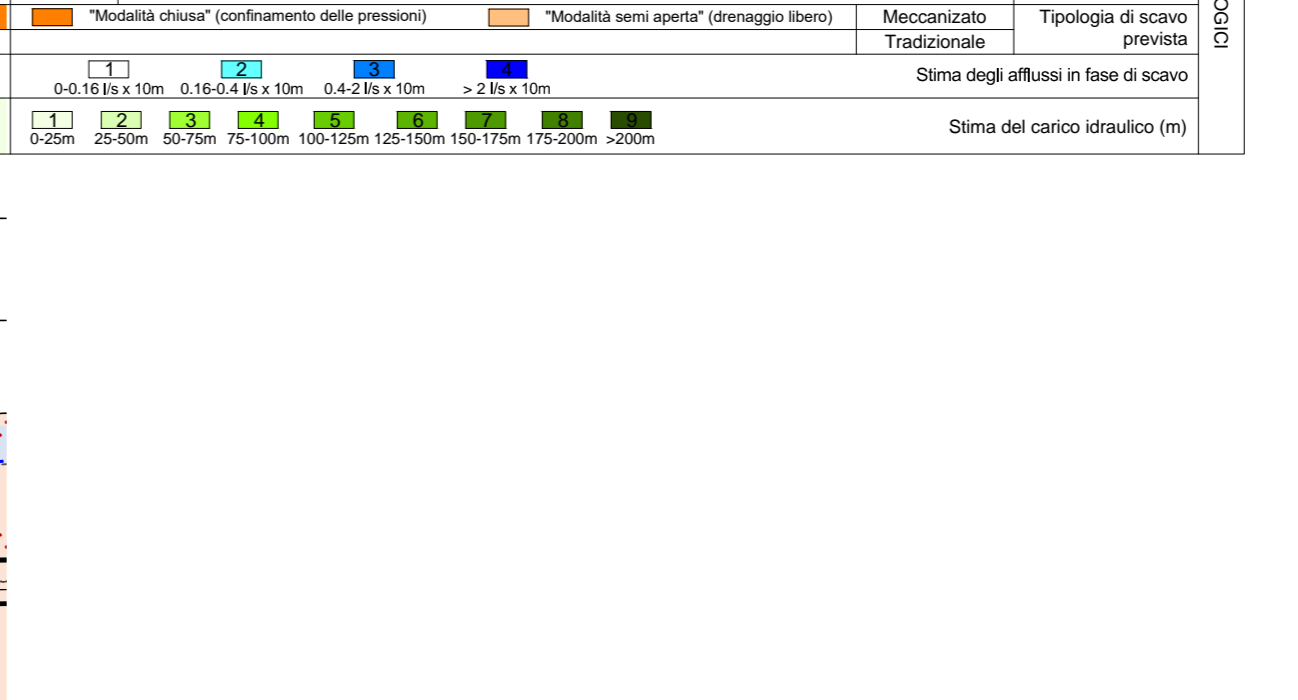 "Modalità chiusa" (confinamento delle pressioni) "Modalità semi aperta" (drenaggio libero) Meccanizato Tipologia di scavo
Tradizionale prevista
1 2 3 4
0-0.16 l/s x 10m 0.16-0.4 l/s x 10m 0.4-2 l/s x 10m > 2 l/s x 10m
Stima degli afflussi in fase di scavo
1 2 3 4 5 6 7 8 9
0-25m 25-50m 50-75m 75-100m 100-125m 125-150m 150-175m 175-200m >200m
Stima del carico idraulico (m)
OGICI